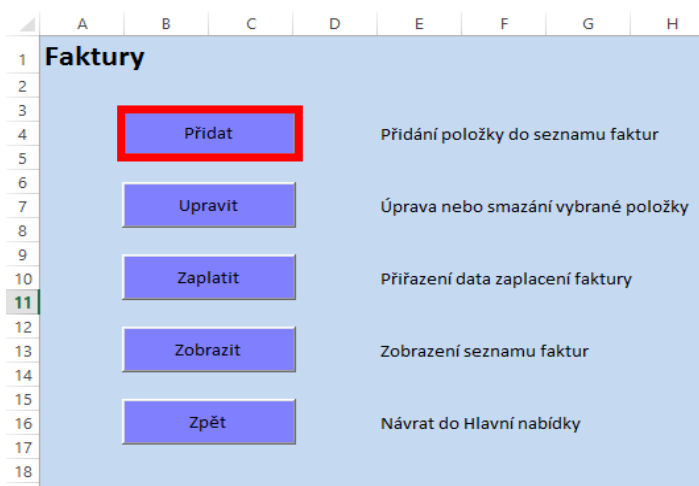 A B C D E F G H
1 Faktury
2
3
4 Přidat Přidání položky do seznamu faktur
5
6
7 Upravit Úprava nebo smazání vybrané položky
8
9
10 Zaplatit Přiřazení data zaplacení faktury
11
12
13 Zobrazit Zobrazení seznamu faktur
14
15
16 Zpět Návrat do Hlavní nabídky
17
18